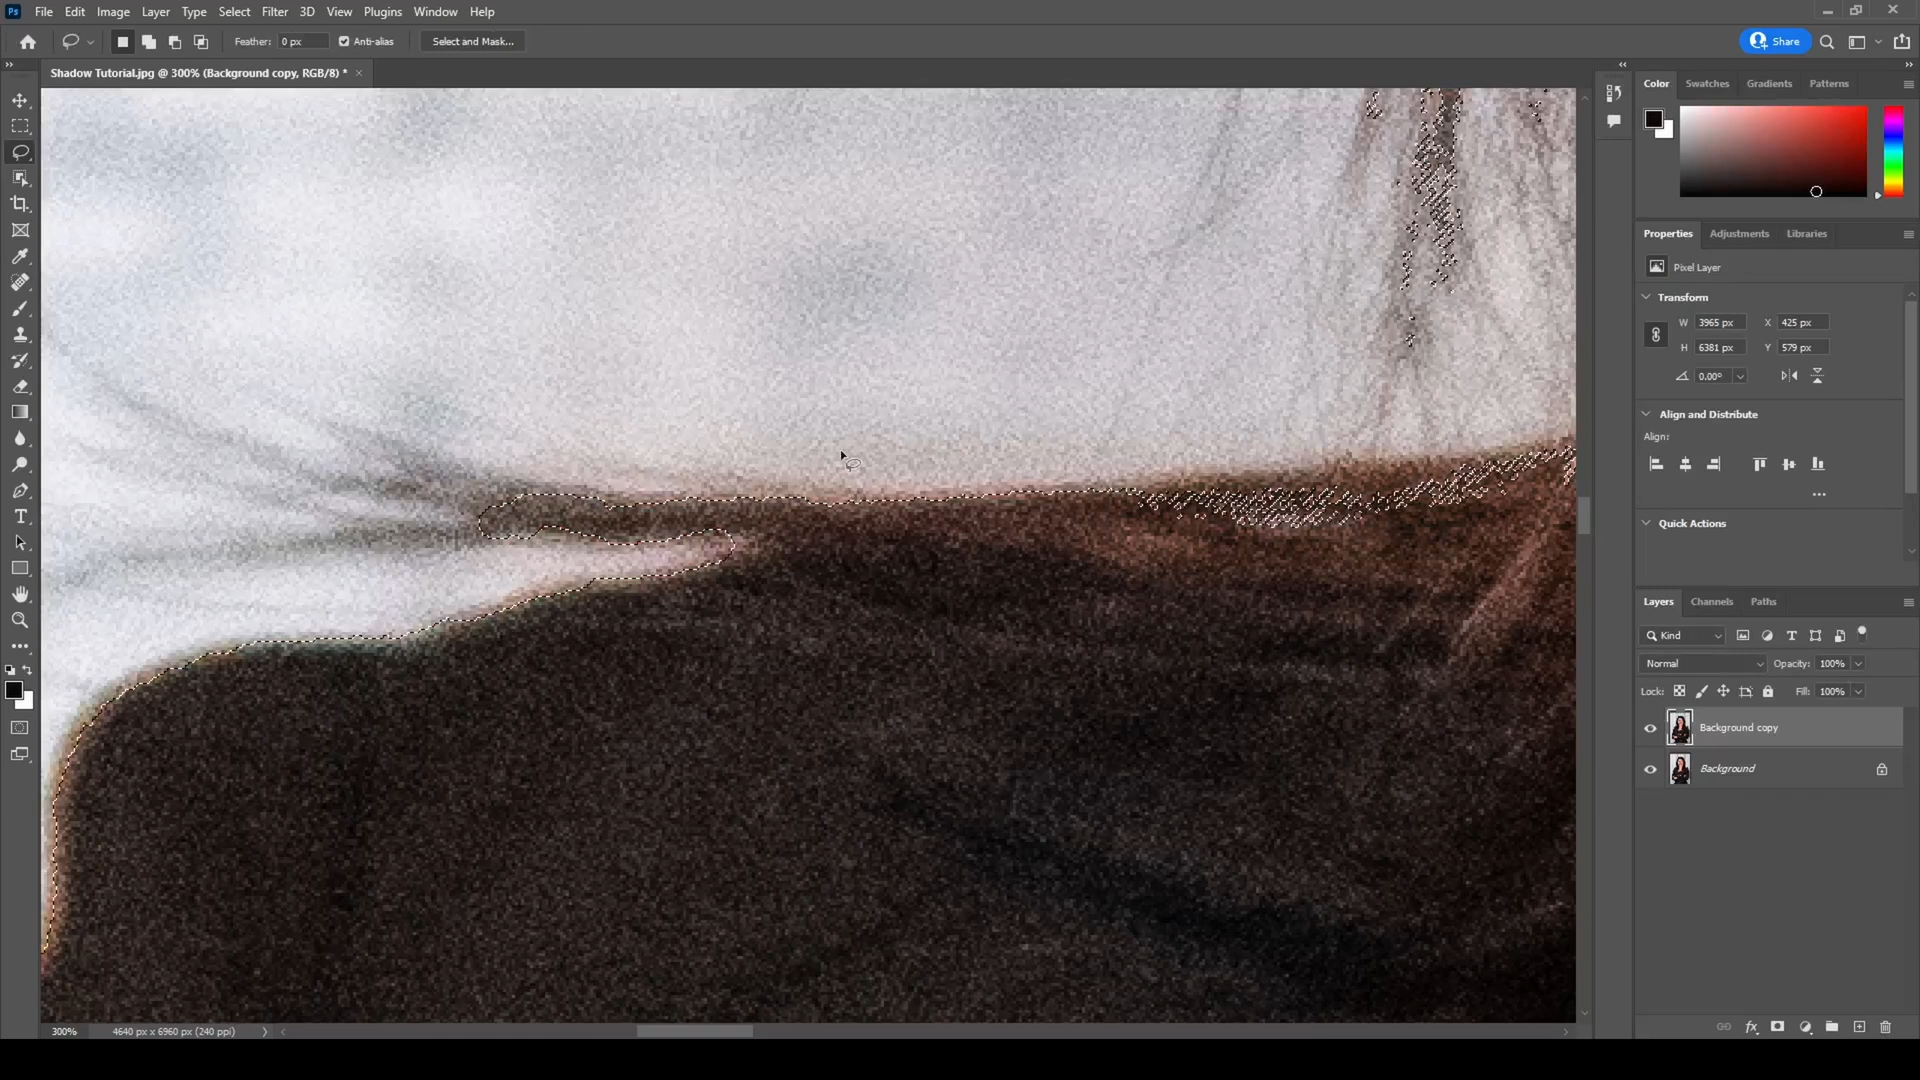 Ps File Edit Image Layer Type Select Filter 3D View Plugins Window Help
Feather: 0 px Anti-alias Select and Mask... Share
Shadow Tutorial.jpg @ 300% (Background copy, RGB/8) * ×
Color Swatches Gradients Patterns
Properties Adjustments Libraries
Pixel Layer
Transform
W 3965 px X 425 px
H 6381 px Y 579 px
0.00°
Align and Distribute
Align:
Quick Actions
Layers Channels Paths
Kind
Normal Opacity: 100%
Lock: Fill: 100%
Background copy
Background
300% 4640 px x 6960 px (240 ppi)